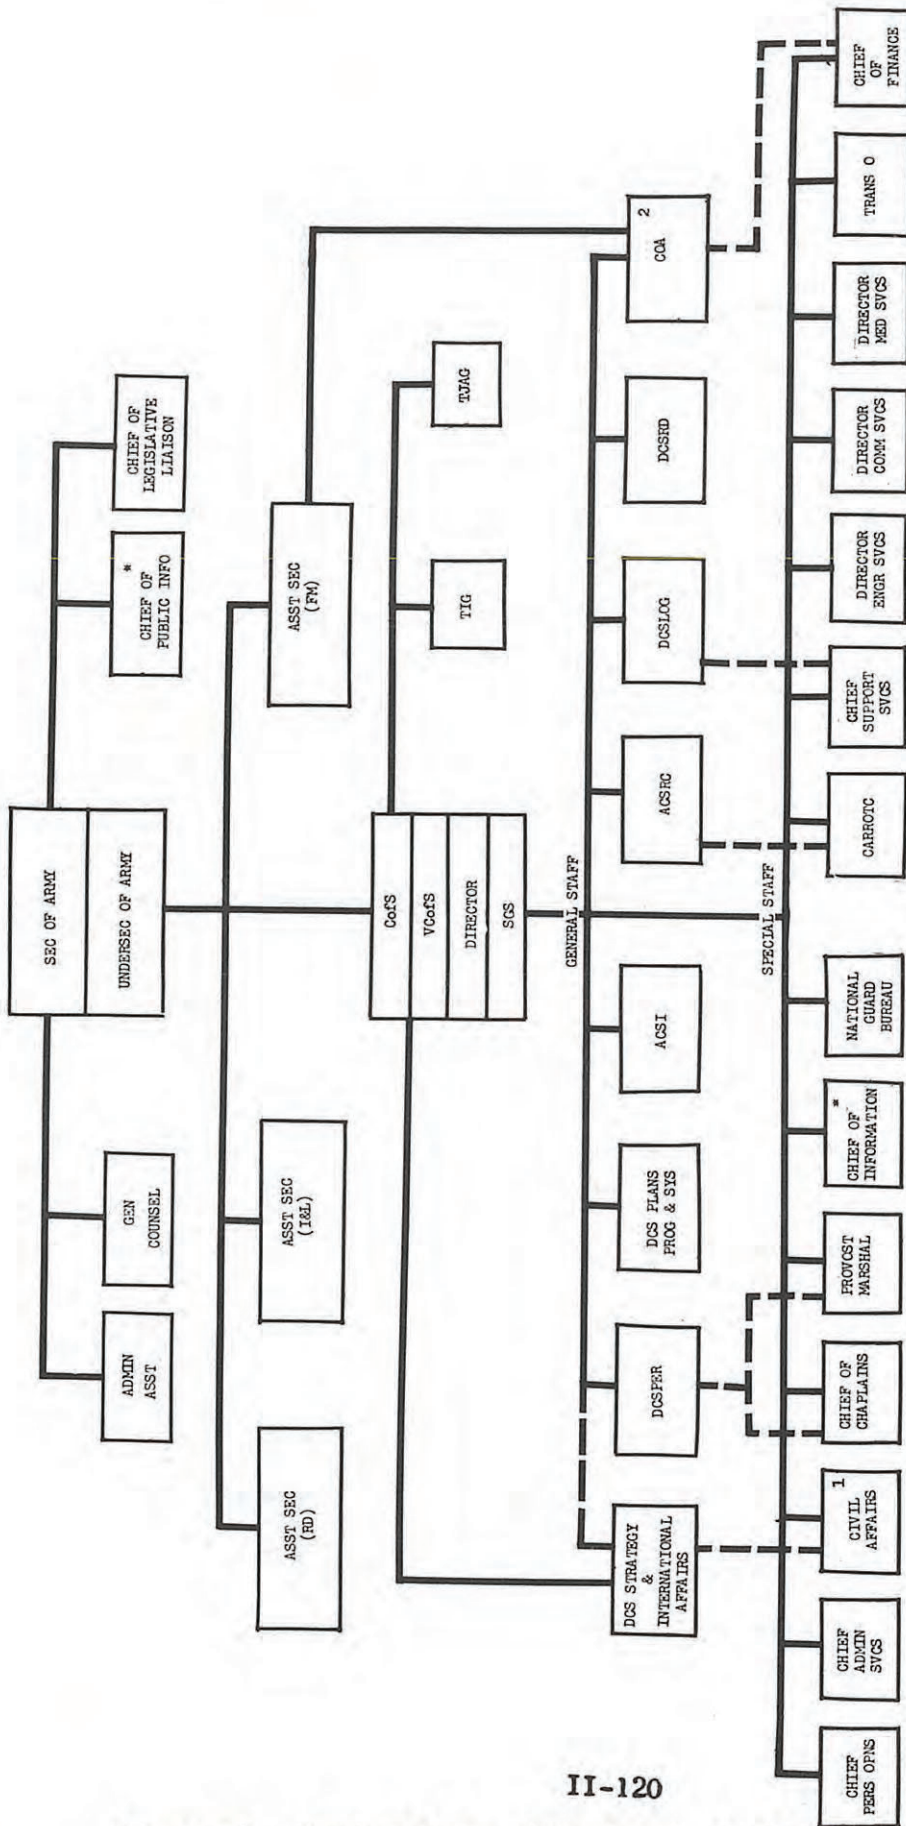 SEC OF ARMY
UNDERSEC OF ARMY
ADMIN
ASST
GEN
COUNSEL
*
CHIEF OF
PUBLIC INFO
CHIEF OF
LEGISLATIVE
LIAISON
ASST SEC
(RD)
ASST SEC
(I&L)
ASST SEC
(FM)
CofS
VCofS
DIRECTOR
SGS
TIG
TJAG
GENERAL STAFF
DCS STRATEGY
&
INTERNATIONAL
AFFAIRS
DCSPER
DCS PLANS
PROG & SYS
ACSI
ACSRC
DCSLOG
DCSRD
2
COA
SPECIAL STAFF
CHIEF
PERS OPNS
CHIEF
ADMIN
SVCS
1
CIVIL
AFFAIRS
CHIEF OF
CHAPLAINS
PROVOST
MARSHAL
*
CHIEF OF
INFORMATION
NATIONAL
GUARD
BUREAU
CARROTC
CHIEF
SUPPORT
SVCS
DIRECTOR
ENGR SVCS
DIRECTOR
COMM SVCS
DIRECTOR
MED SVCS
TRANS O
CHIEF
OF
FINANCE
II-120